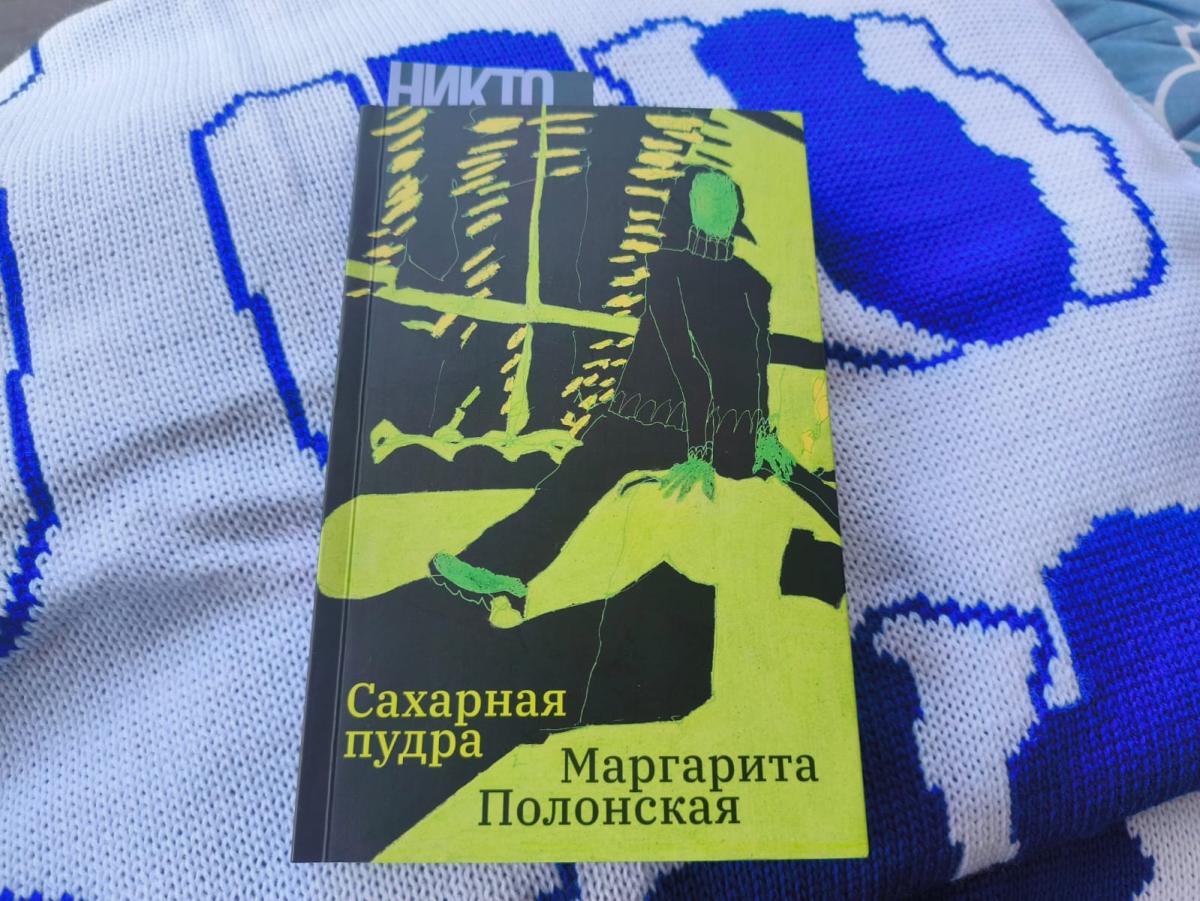 НИКТО
Сахарная
пудра
Маргарита
Полонская